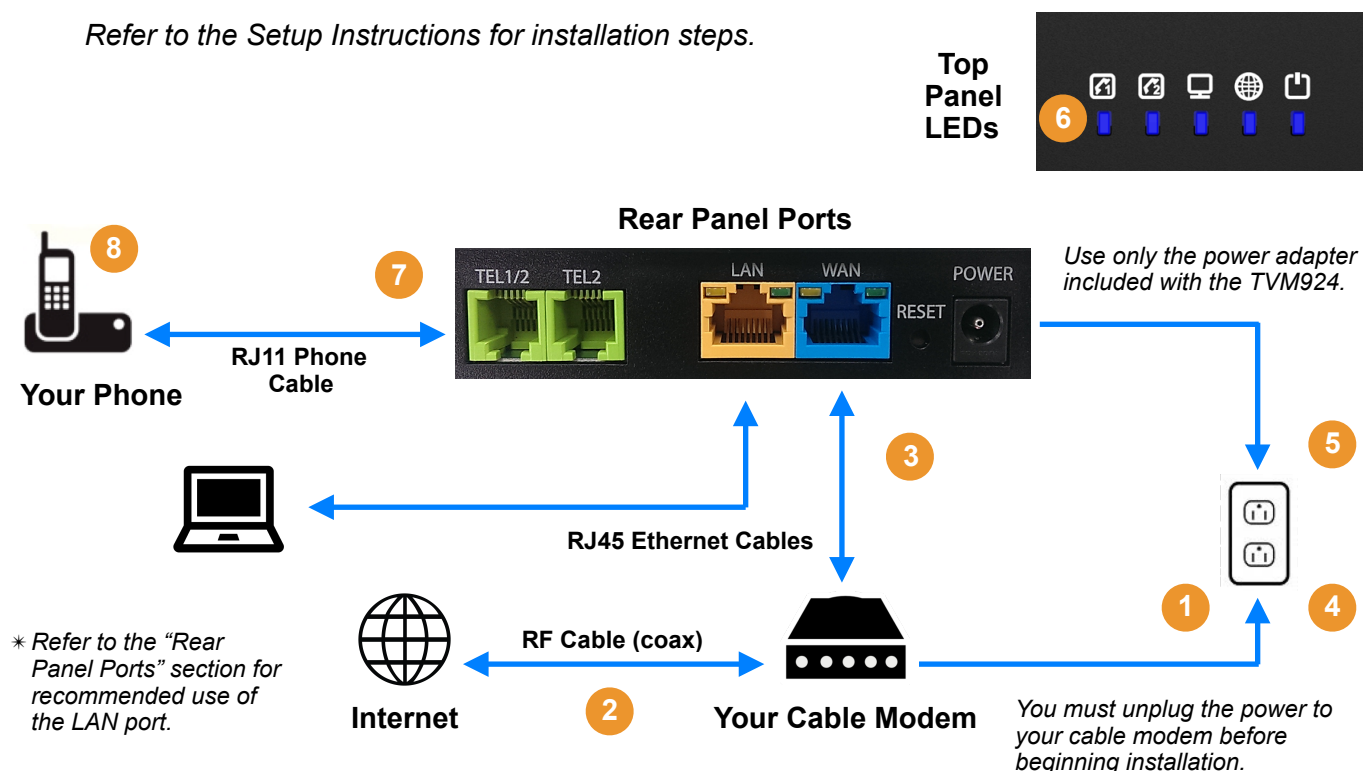 Refer to the Setup Instructions for installation steps.
Top
Panel
LEDs
1
2
6
Rear Panel Ports
8
7
TEL1/2
TEL2
LAN
WAN
RESET
POWER
Use only the power adapter
included with the TVM924.
RJ11 Phone
Cable
Your Phone
3
5
RJ45 Ethernet Cables
1
4
✴ Refer to the “Rear
Panel Ports” section for
recommended use of
the LAN port.
RF Cable (coax)
2
Internet
Your Cable Modem
You must unplug the power to
your cable modem before
beginning installation.